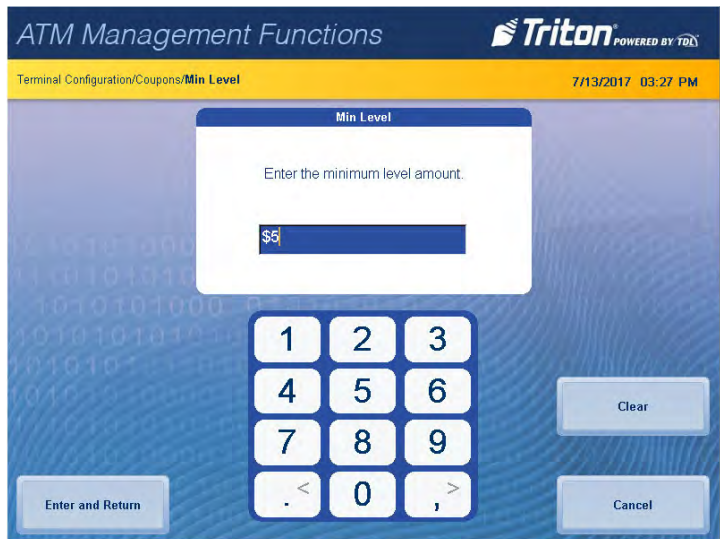 ATM Management Functions
Triton® POWERED BY TDL
Terminal Configuration/Coupons/Min Level
7/13/2017 03:27 PM
Min Level
Enter the minimum level amount.
$5
1 2 3
4 5 6
7 8 9
. < 0 , >
Clear
Enter and Return
Cancel